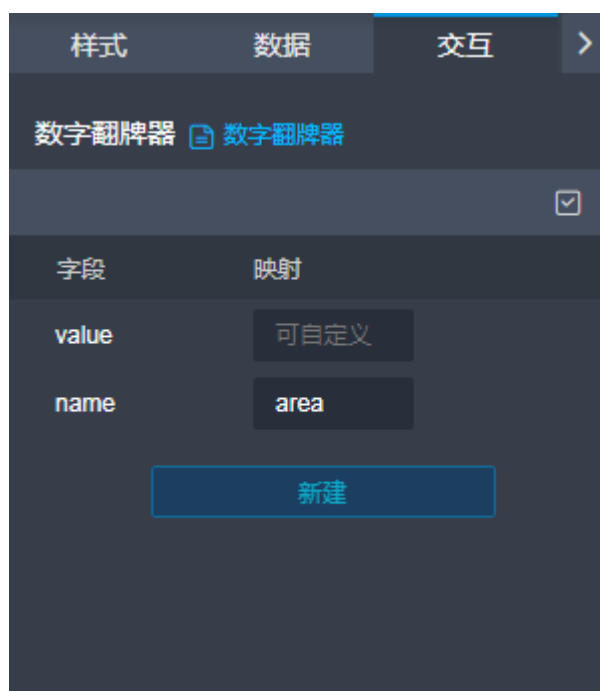 样式 数据 交互
数字翻牌器 数字翻牌器
字段 映射
value 可自定义
name area
新建